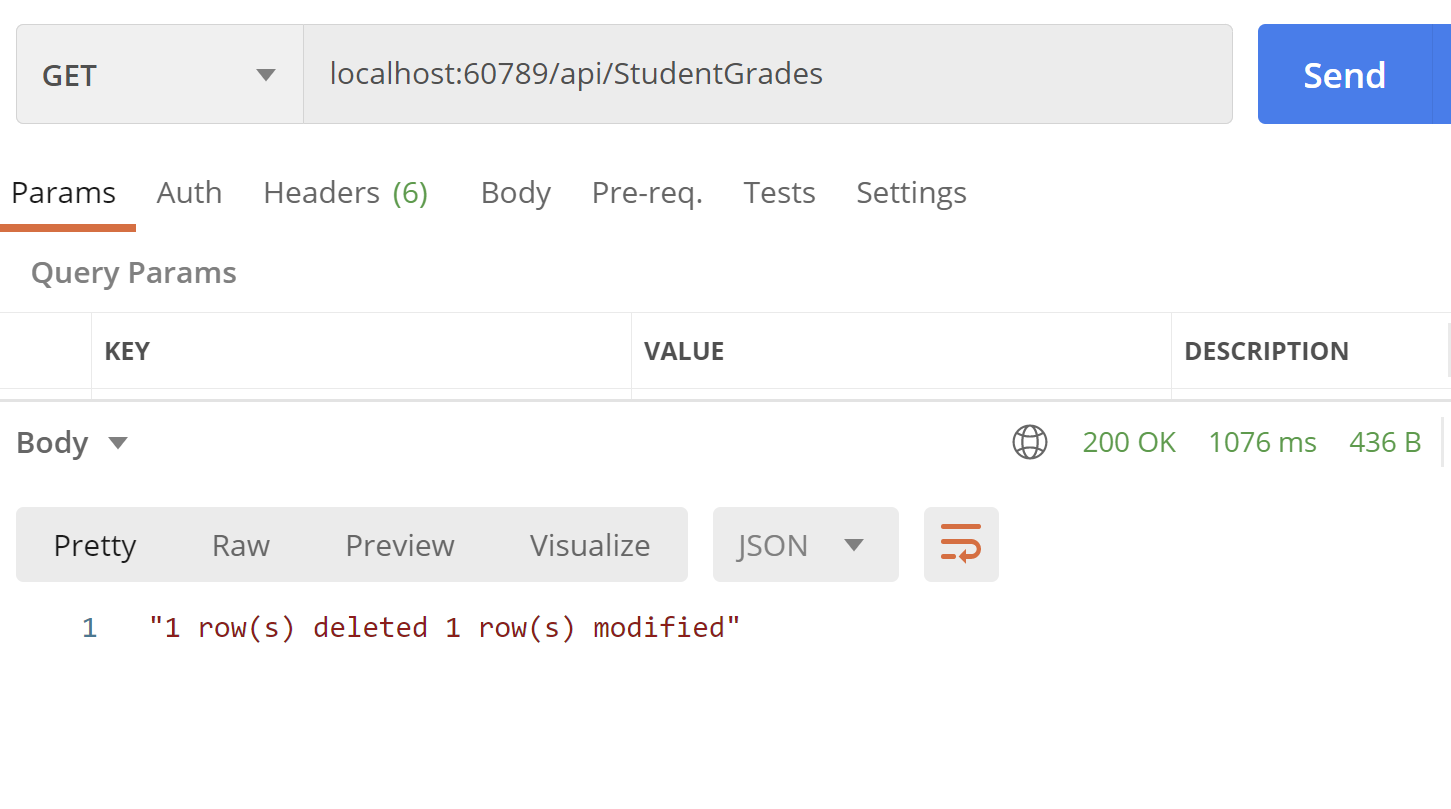 GET localhost:60789/api/StudentGrades Send
Params Auth Headers (6) Body Pre-req. Tests Settings
Query Params
KEY VALUE DESCRIPTION
Body 200 OK 1076 ms 436 B
Pretty Raw Preview Visualize JSON
1 "1 row(s) deleted 1 row(s) modified"